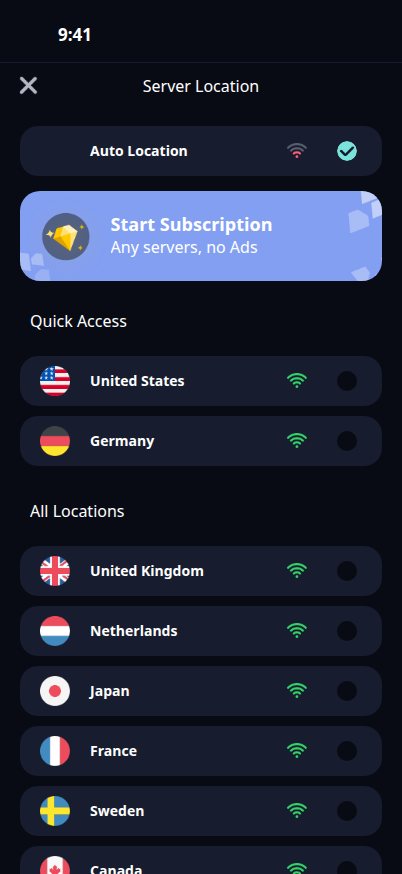 9:41
Server Location
Auto Location
Start Subscription
Any servers, no Ads
Quick Access
United States
Germany
All Locations
United Kingdom
Netherlands
Japan
France
Sweden
Canada